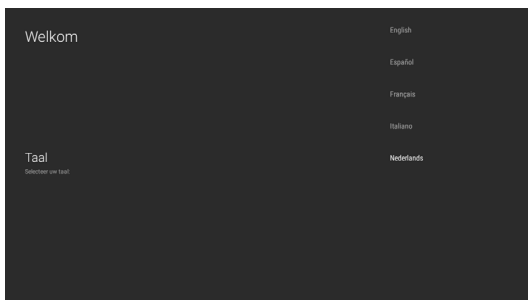 Welkom
Taal
Selecteer uw taal:
English
Español
Français
Italiano
Nederlands